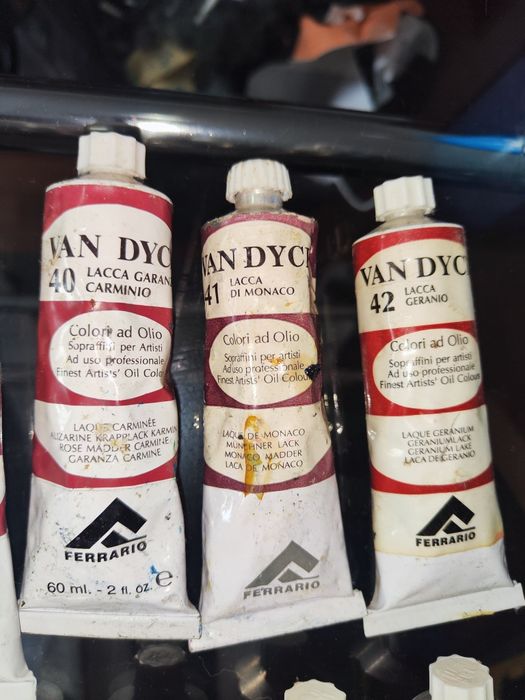 VAN DYC
40 LACCA GARAN
CARMINIO
Colori ad Olio
Sopraffini per Artisti
Ad uso professionale
Finest Artists' Oil Colou
LAQUE CARMINÉE
ALIZARINE KRAPPLACK KARMIN
ROSE MADDER CARMINE
GARANZA CARMINE
FERRARIO
60 ml. - 2 fl. oz. e
VAN DYC
41 LACCA
DI MONACO
Colori ad Olio
Sopraffini per artisti
Ad uso professionale
Finest Artists' Oil Colou
LAQUE DE MONACO
MÜNCHNER LACK
MONACO MADDER
LACA DE MONACO
FERRARIO
VAN DYC
42 LACCA
GERANIO
Colori ad Olio
Sopraffini per artisti
Ad uso professionale
Finest Artists' Oil Colour
LAQUE GERANIUM
GERANIUMLACK
GERANIUM LAKE
LACA DE GERANIO
FERRARIO